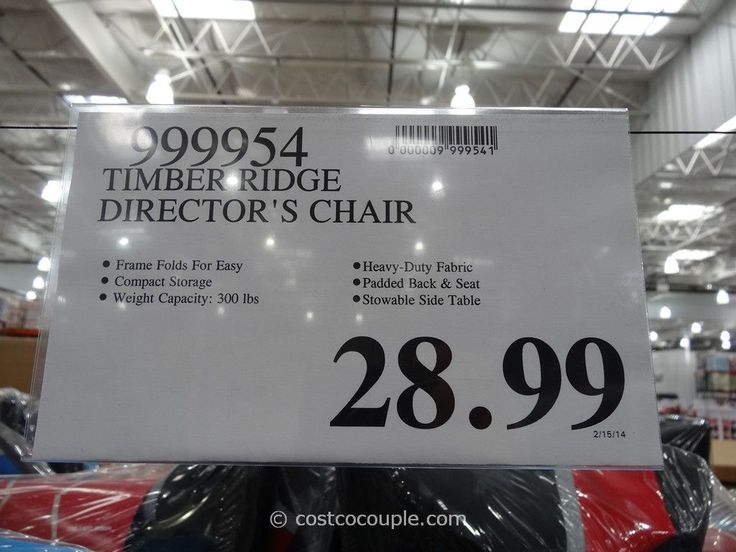 999954
0 000009 999541
TIMBER RIDGE
DIRECTOR'S CHAIR
• Frame Folds For Easy
• Compact Storage
• Weight Capacity: 300 lbs
• Heavy-Duty Fabric
• Padded Back & Seat
• Stowable Side Table
28.99
2/15/14
© costcocouple.com